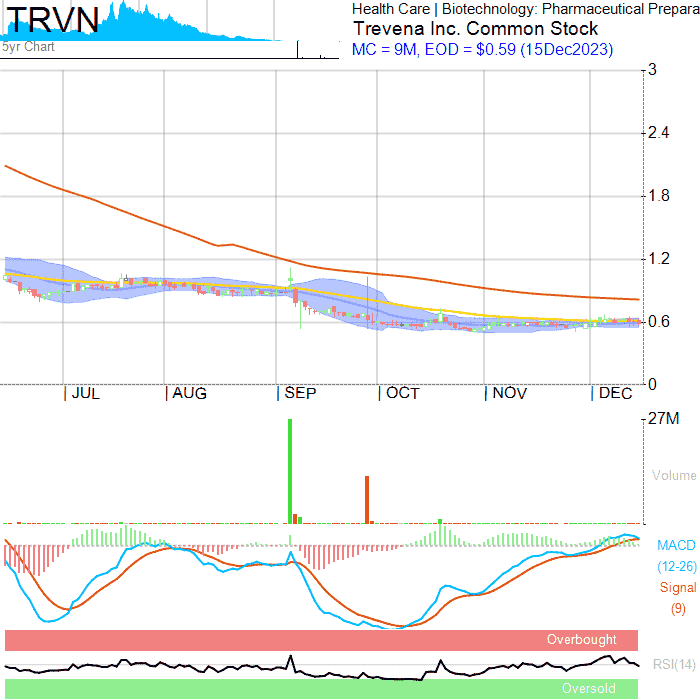 TRVN
5yr Chart
Health Care | Biotechnology: Pharmaceutical Prepara
Trevena Inc. Common Stock
MC = 9M, EOD = $0.59 (15Dec2023)
3
2.4
1.8
1.2
0.6
0
| JUL | AUG | SEP | OCT | NOV | DEC
27M
Volume
MACD
(12-26)
Signal
(9)
Overbought
RSI(14)
Oversold